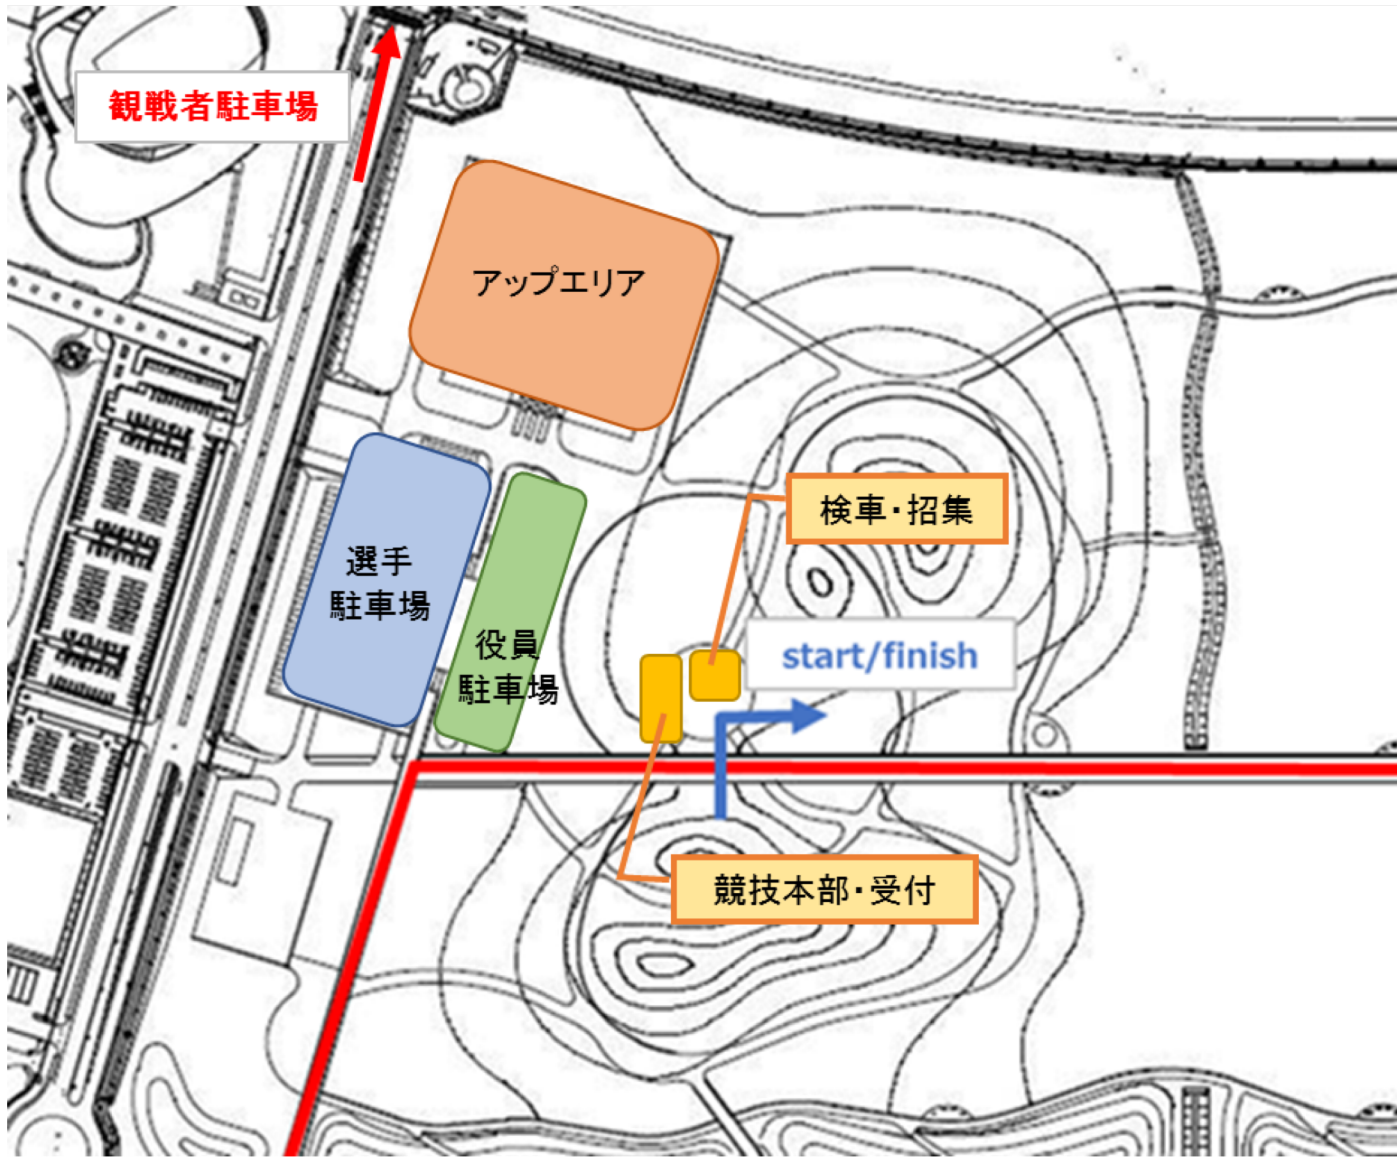 観戦者駐車場
アップエリア
検車・招集
選手
駐車場
役員
駐車場
start/finish
競技本部・受付